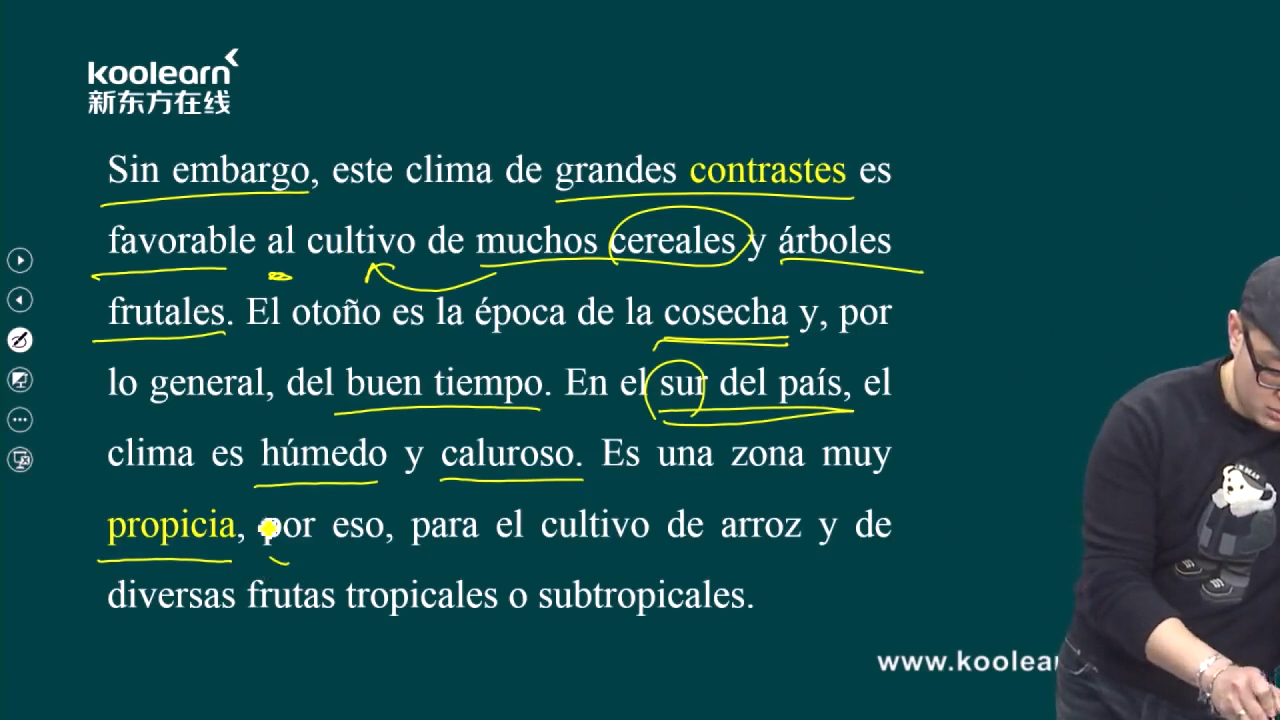 koolearn
新东方在线
Sin embargo, este clima de grandes contrastes es
favorable al cultivo de muchos cereales y árboles
frutales. El otoño es la época de la cosecha y, por
lo general, del buen tiempo. En el sur del país, el
clima es húmedo y caluroso. Es una zona muy
propicia, por eso, para el cultivo de arroz y de
diversas frutas tropicales o subtropicales.
www.koolear